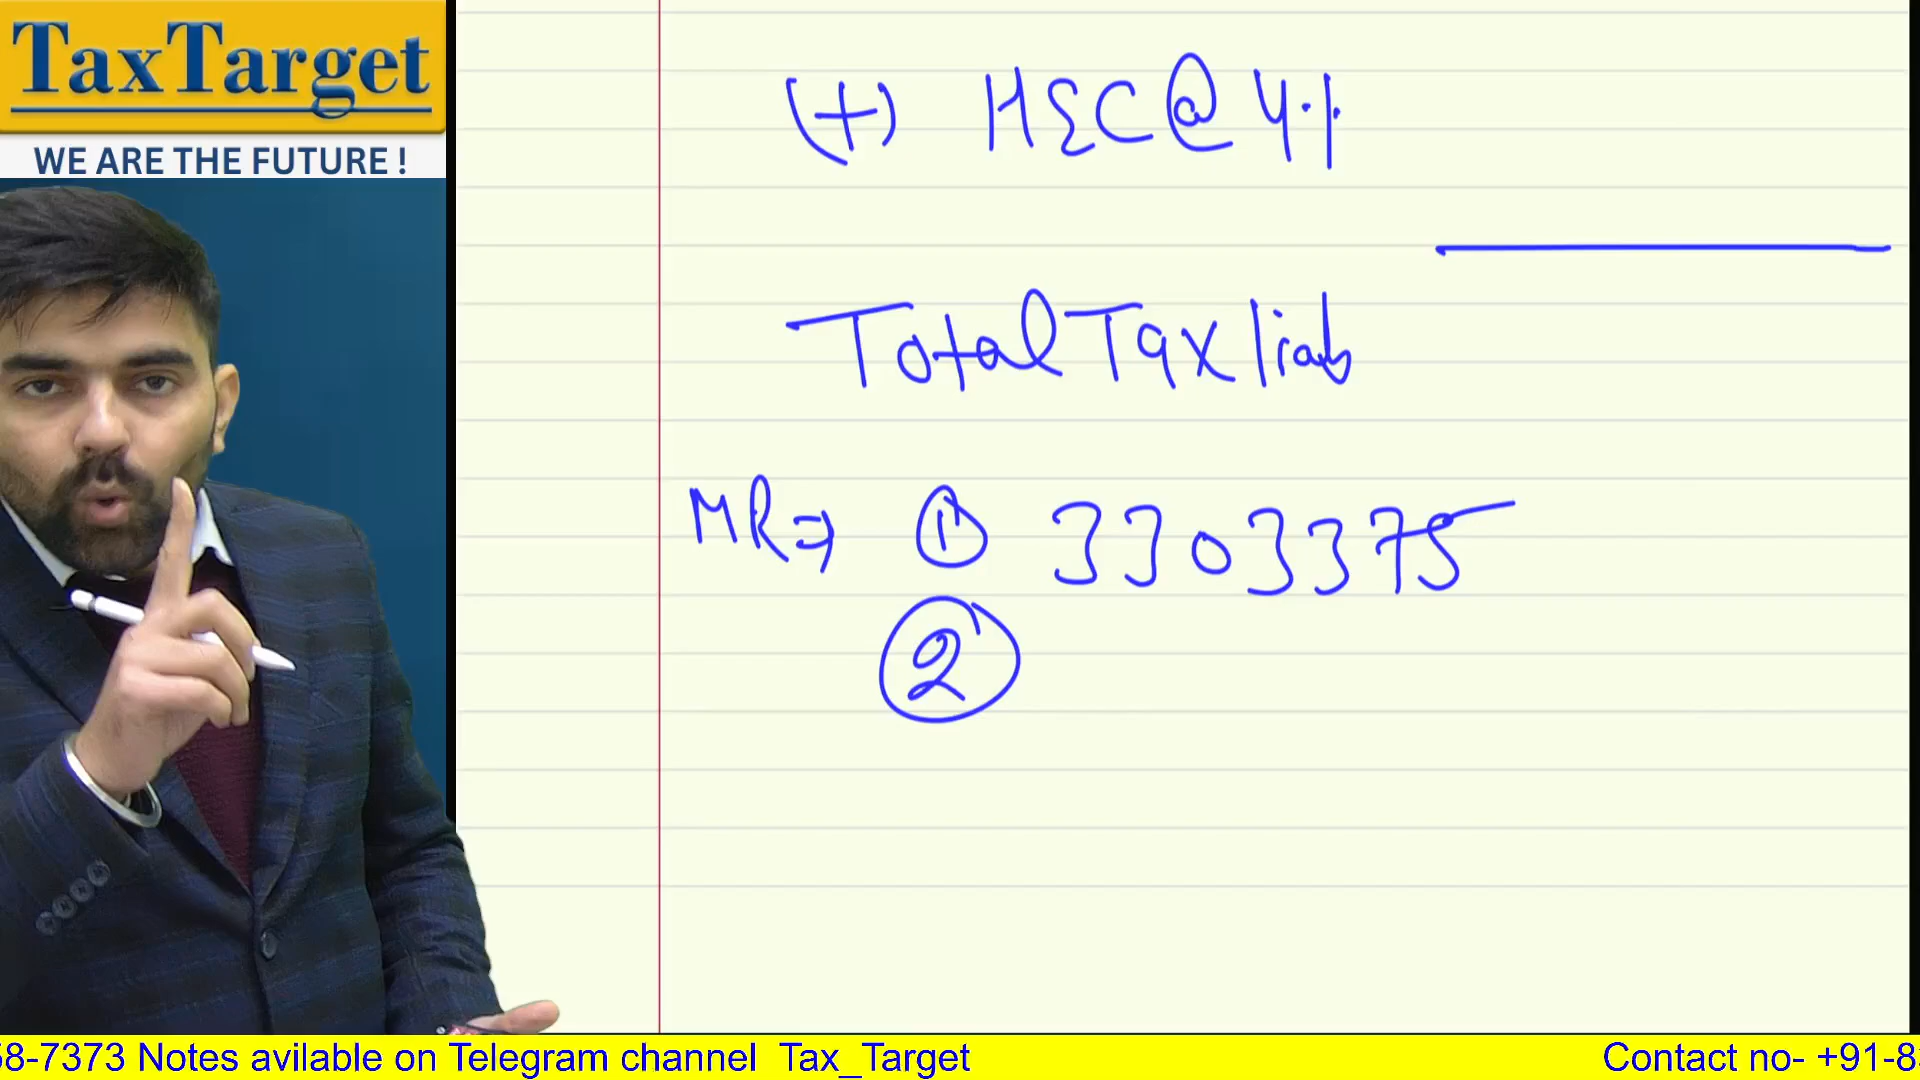 TaxTarget
WE ARE THE FUTURE !
(+) H&C @ 4%
Total Tax liab
MR⇒ ① 3303375
②
58-7373 Notes avilable on Telegram channel Tax_Target
Contact no- +91-8